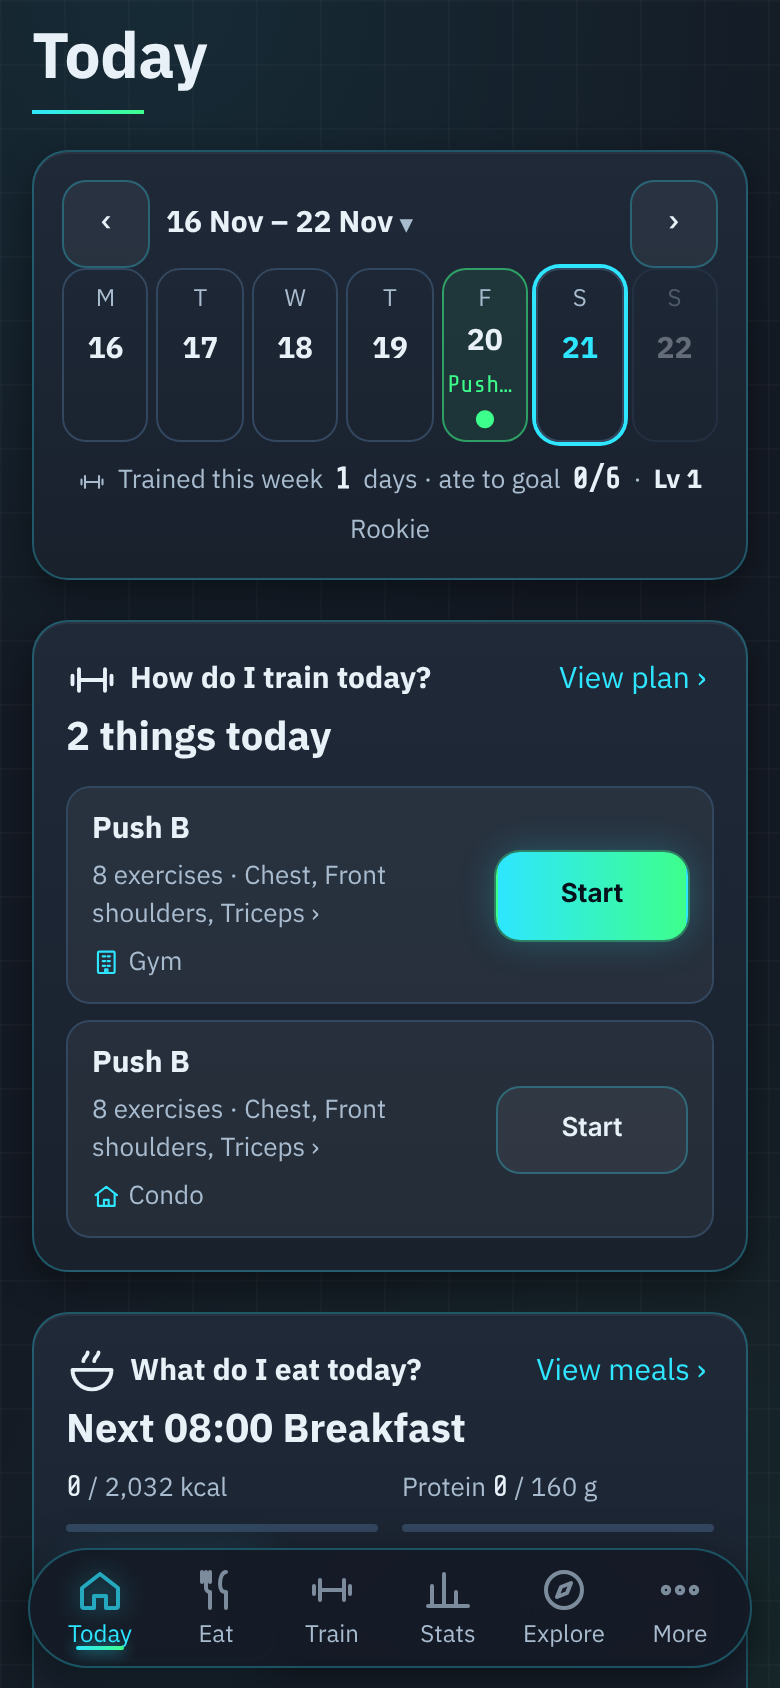 Today
‹ 16 Nov – 22 Nov ▾ ›
M T W T F S S
16 17 18 19 20 21 22
Push…
Trained this week 1 days · ate to goal 0/6 · Lv 1
Rookie
How do I train today? View plan ›
2 things today
Push B
8 exercises · Chest, Front
shoulders, Triceps ›
Gym
Start
Push B
8 exercises · Chest, Front
shoulders, Triceps ›
Condo
Start
What do I eat today? View meals ›
Next 08:00 Breakfast
0 / 2,032 kcal Protein 0 / 160 g
Today Eat Train Stats Explore More